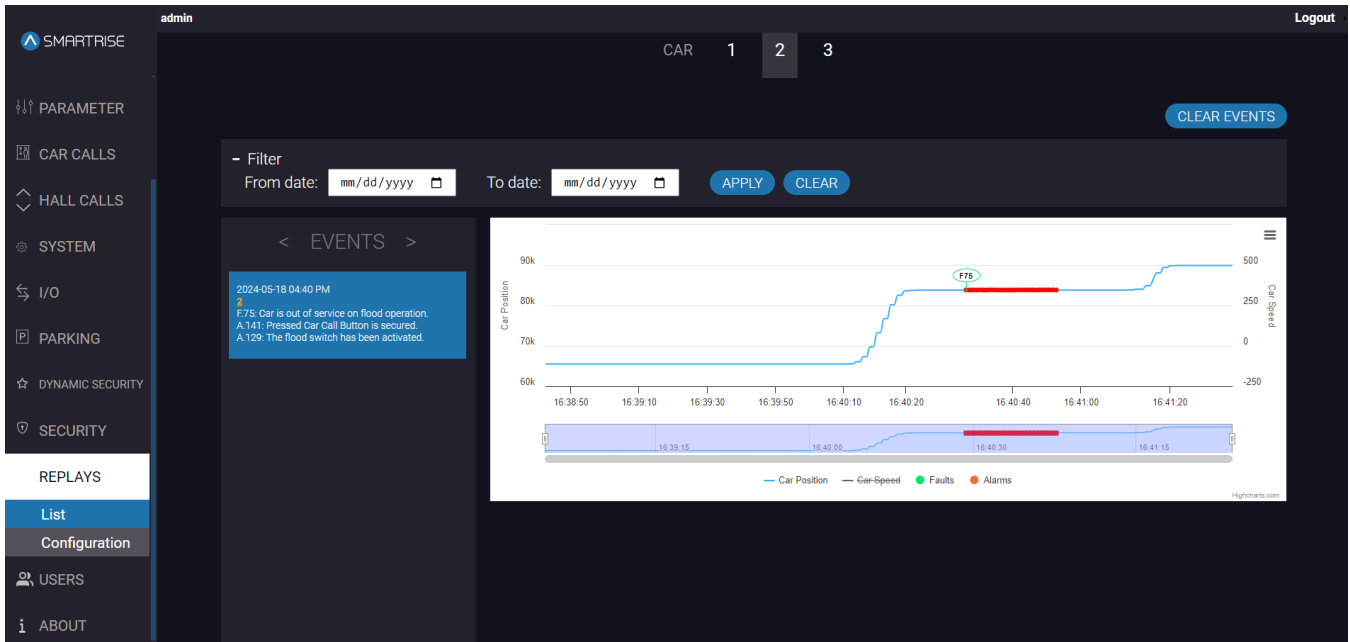 admin
Logout
SMARTRISE
CAR 1 2 3
PARAMETER
CAR CALLS
HALL CALLS
SYSTEM
I/O
P PARKING
DYNAMIC SECURITY
SECURITY
REPLAYS
List
Configuration
USERS
i ABOUT
CLEAR EVENTS
– Filter
From date: mm/dd/yyyy To date: mm/dd/yyyy APPLY CLEAR
< EVENTS >
2024-05-18 04:40 PM
2
F.75: Car is out of service on flood operation.
A.141: Pressed Car Call Button is secured.
A.129: The flood switch has been activated.
Car Position
90k
80k
70k
60k
F75
500
250
0
-250
Car Speed
16:38:50 16:39:10 16:39:30 16:39:50 16:40:10 16:40:20 16:40:40 16:41:00 16:41:20
16:39:15 16:40:00 16:40:30 16:41:15
Car Position Car Speed Faults Alarms
Highcharts.com